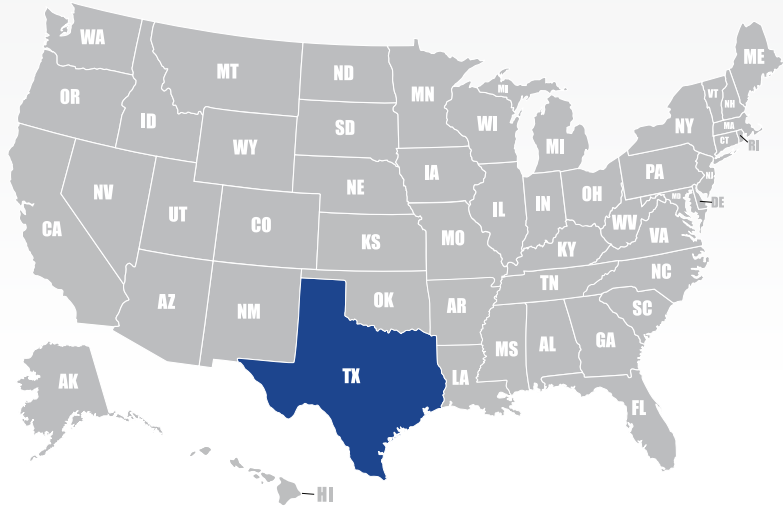 WA
MT
ND
MN
MI
ME
OR
ID
SD
WI
VT
NH
MA
NY
CT
RI
MI
WY
NE
IA
PA
NJ
NV
UT
CO
IL
IN
OH
MD
DE
CA
KS
MO
WV
VA
KY
AZ
NM
OK
AR
TN
NC
SC
MS
AL
GA
TX
LA
AK
FL
HI